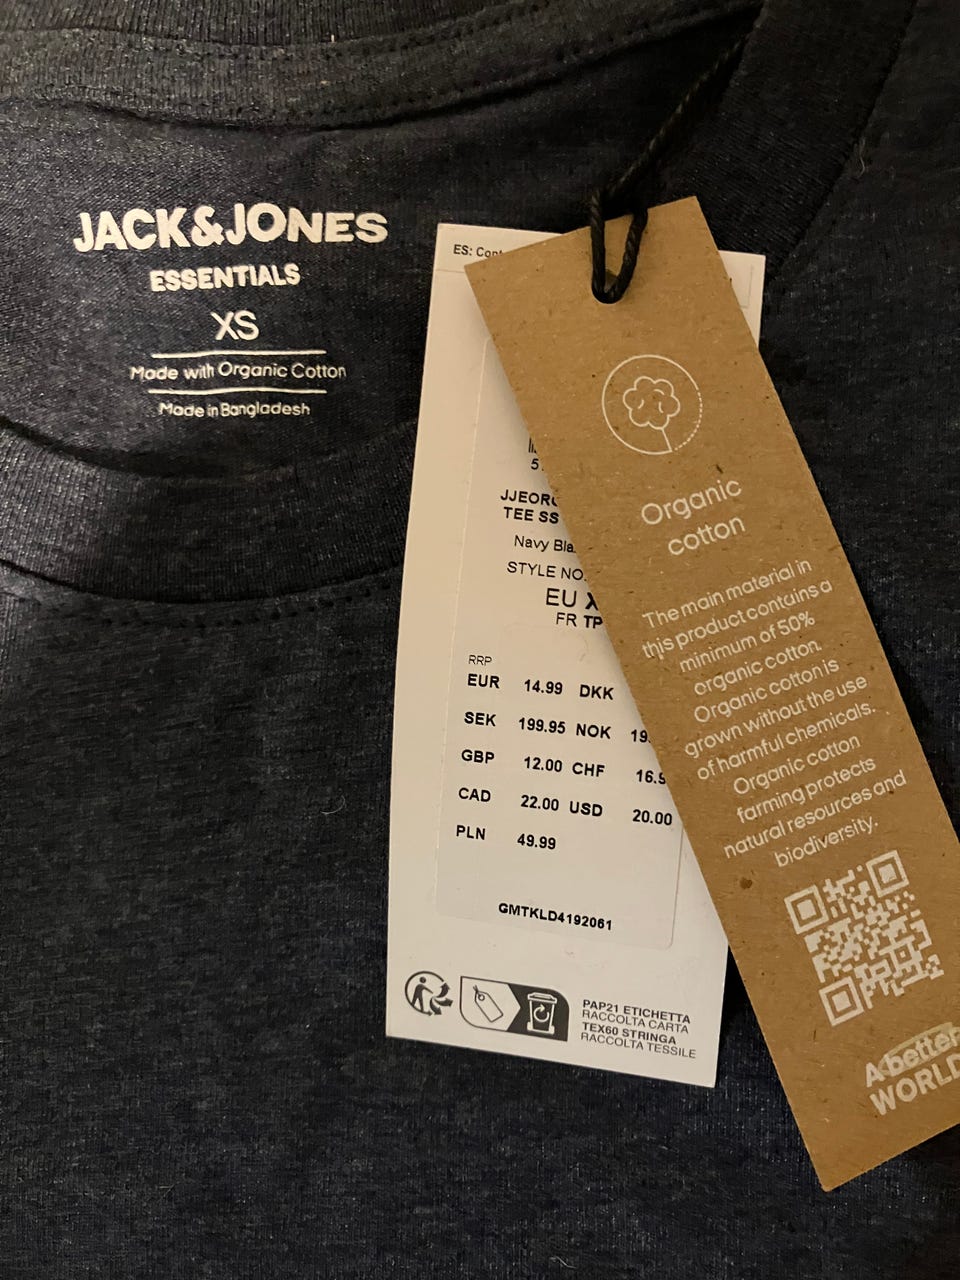 JACK&JONES
ESSENTIALS
XS
Made with Organic Cotton
Made in Bangladesh
ES:
TEE SS
Navy
STYLE NO.
EU
FR TP
RRP
EUR 14.99 DKK
SEK 199.95 NOK
GBP 12.00 CHF
CAD 22.00 USD 20.00
PLN 49.99
GMTKLD4192061
PAP21 ETICHETTA
RACCOLTA CARTA
TEX60 STRINGA
RACCOLTA TESSILE
Organic
cotton
The main material in
this product contains a
minimum of 50%
organic cotton.
Organic cotton is
grown without the use
of harmful chemicals.
Organic cotton
farming protects
natural resources and
biodiversity.
A better
WORLD